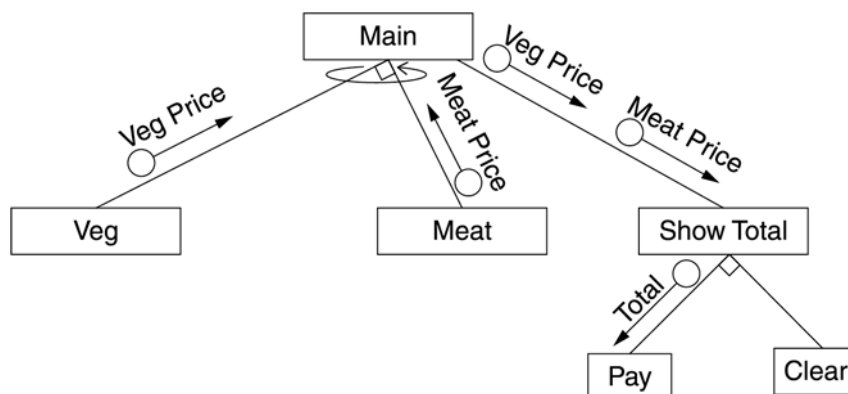 Main
Veg Price
Meat Price
Veg Price
Meat Price
Veg
Meat
Show Total
Total
Pay
Clear